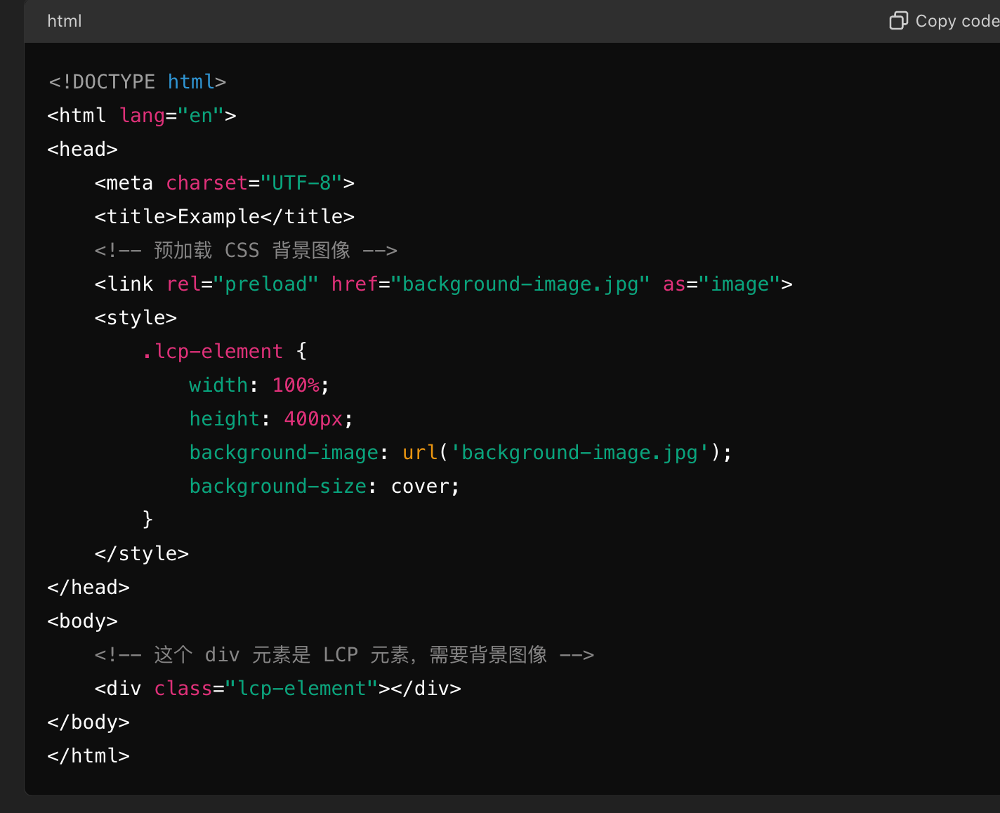 html
Copy code
<!DOCTYPE html>
<html lang="en">
<head>
    <meta charset="UTF-8">
    <title>Example</title>
    <!-- 预加载 CSS 背景图像 -->
    <link rel="preload" href="background-image.jpg" as="image">
    <style>
        .lcp-element {
            width: 100%;
            height: 400px;
            background-image: url('background-image.jpg');
            background-size: cover;
        }
    </style>
</head>
<body>
    <!-- 这个 div 元素是 LCP 元素，需要背景图像 -->
    <div class="lcp-element"></div>
</body>
</html>